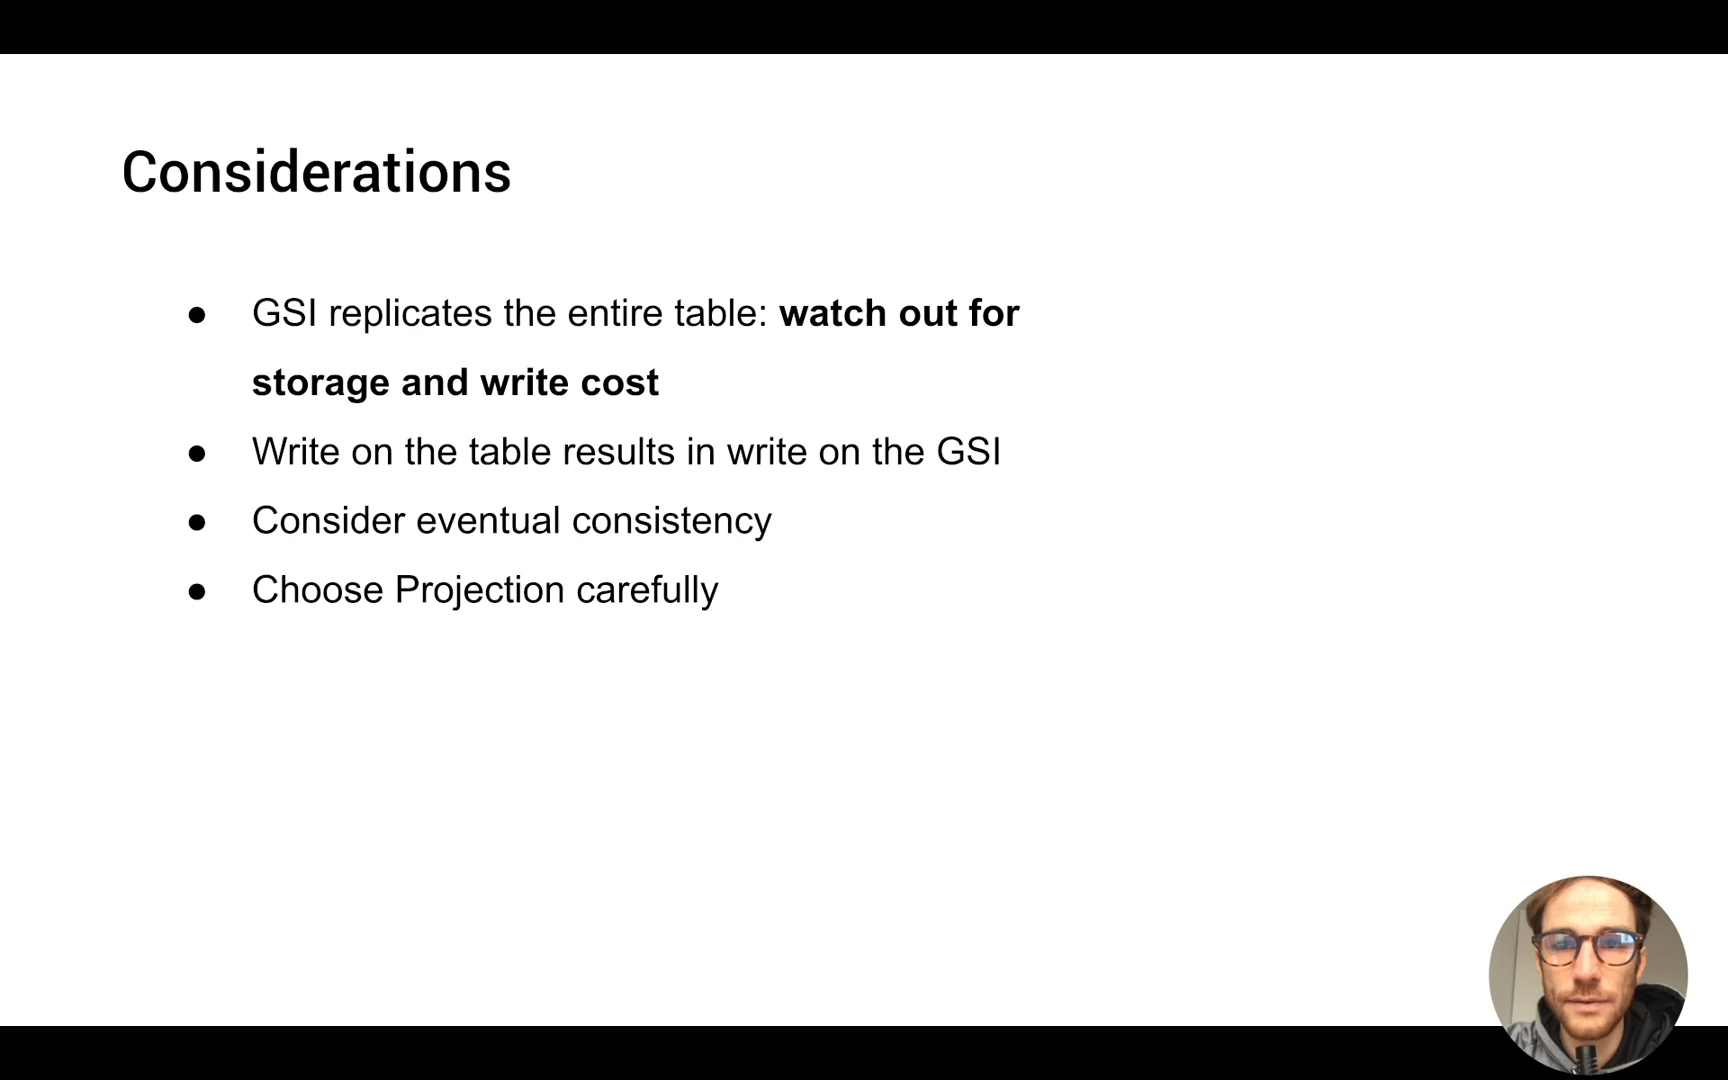 Considerations
● GSI replicates the entire table: watch out for
storage and write cost
● Write on the table results in write on the GSI
● Consider eventual consistency
● Choose Projection carefully